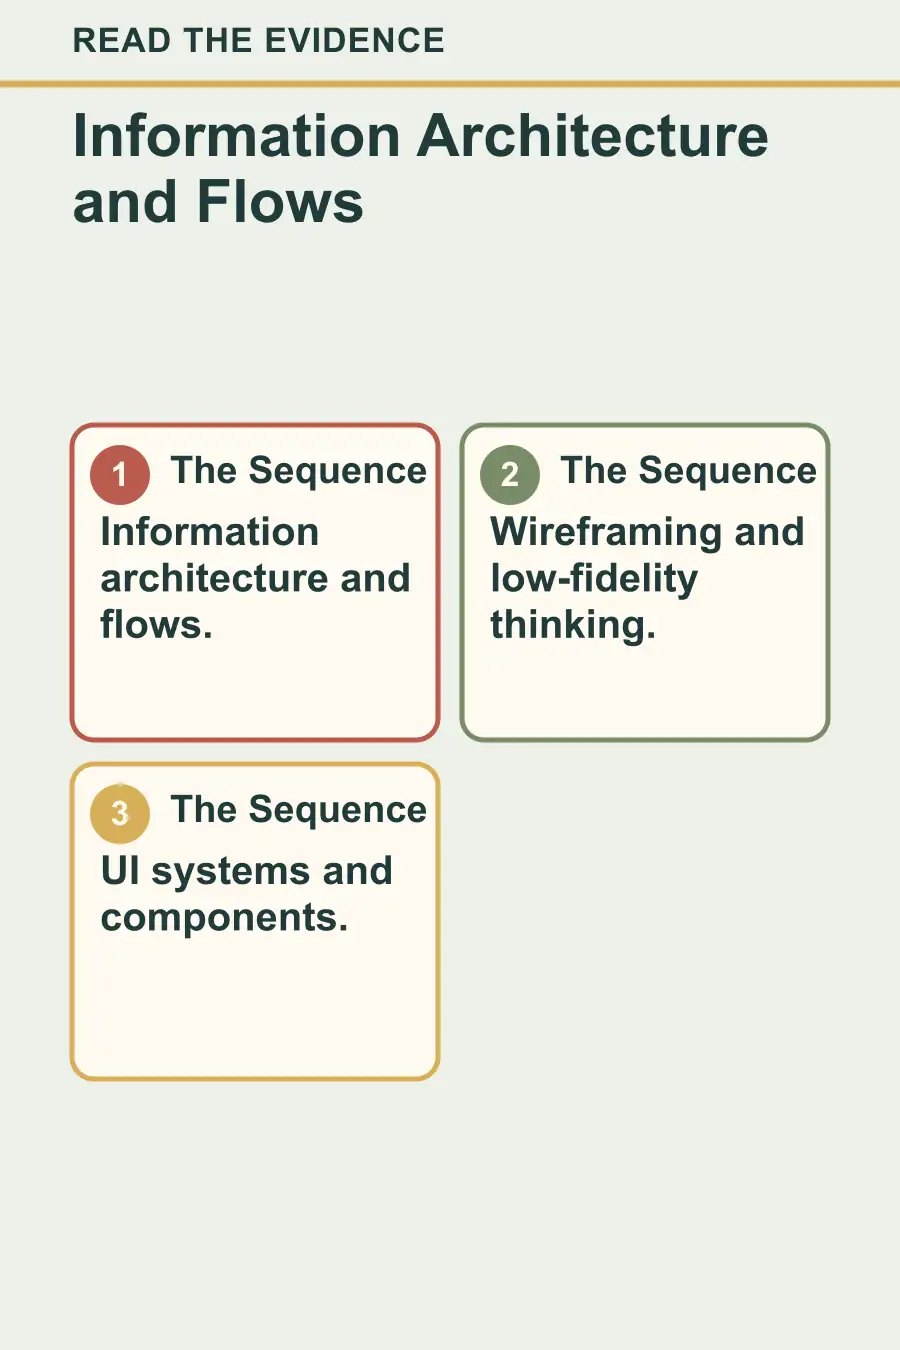 READ THE EVIDENCE
Information Architecture
and Flows
1 The Sequence
Information
architecture and
flows.
2 The Sequence
Wireframing and
low-fidelity
thinking.
3 The Sequence
UI systems and
components.